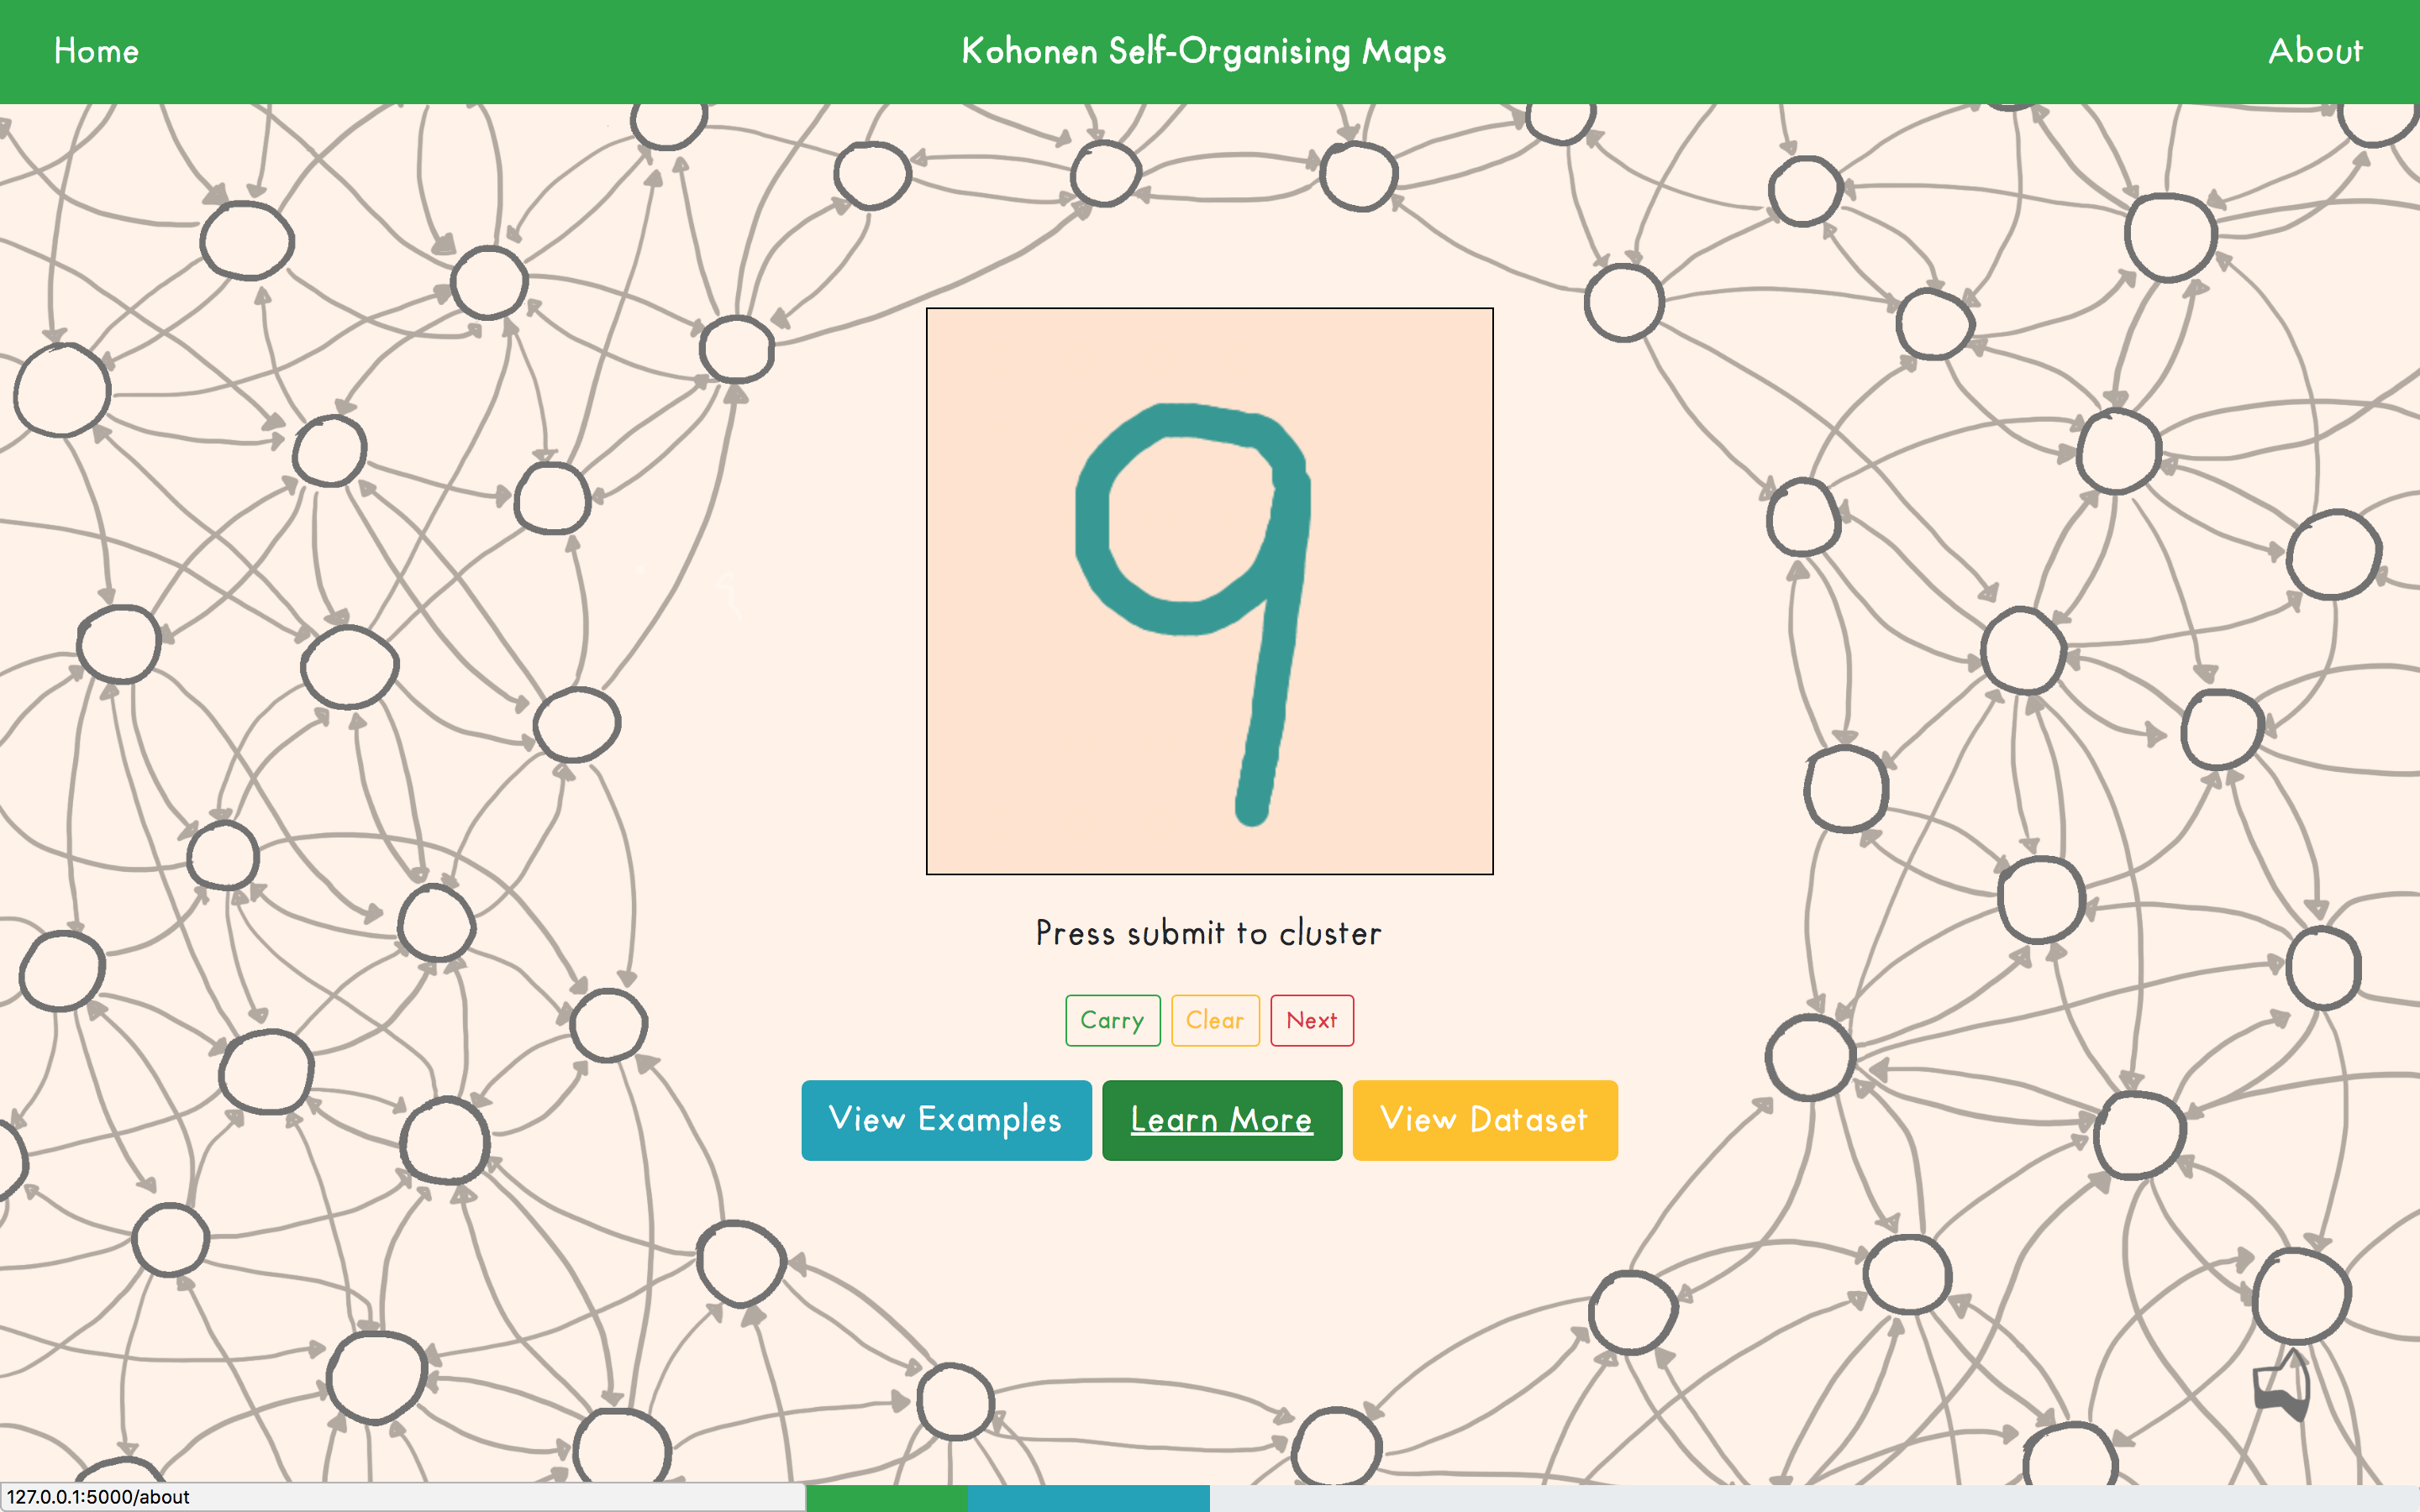 Home Kohonen Self-Organising Maps About
9
Press submit to cluster
Carry Clear Next
View Examples Learn More View Dataset
127.0.0.1:5000/about